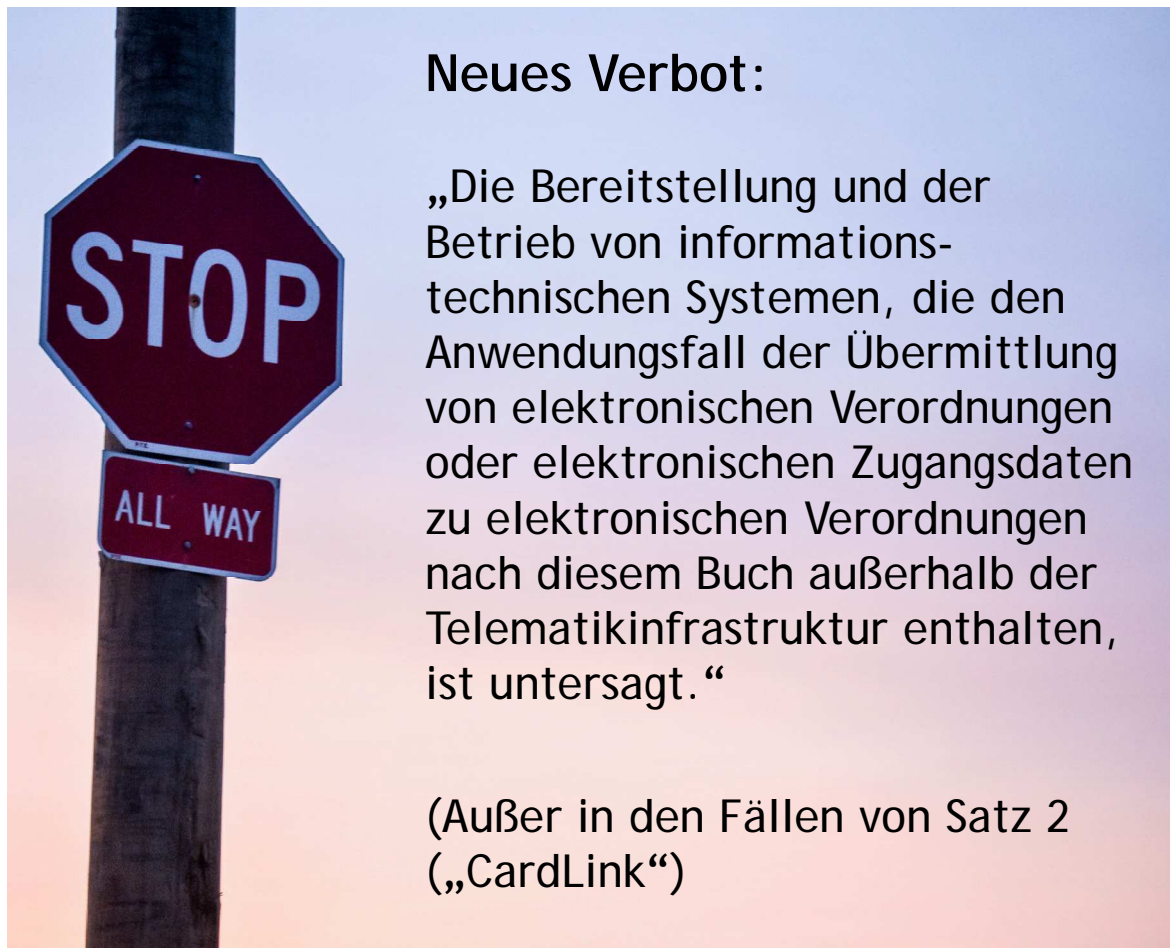 STOP
ALL WAY
Neues Verbot:
„Die Bereitstellung und der
Betrieb von informations-
technischen Systemen, die den
Anwendungsfall der Übermittlung
von elektronischen Verordnungen
oder elektronischen Zugangsdaten
zu elektronischen Verordnungen
nach diesem Buch außerhalb der
Telematikinfrastruktur enthalten,
ist untersagt.“
(Außer in den Fällen von Satz 2
(„CardLink“)